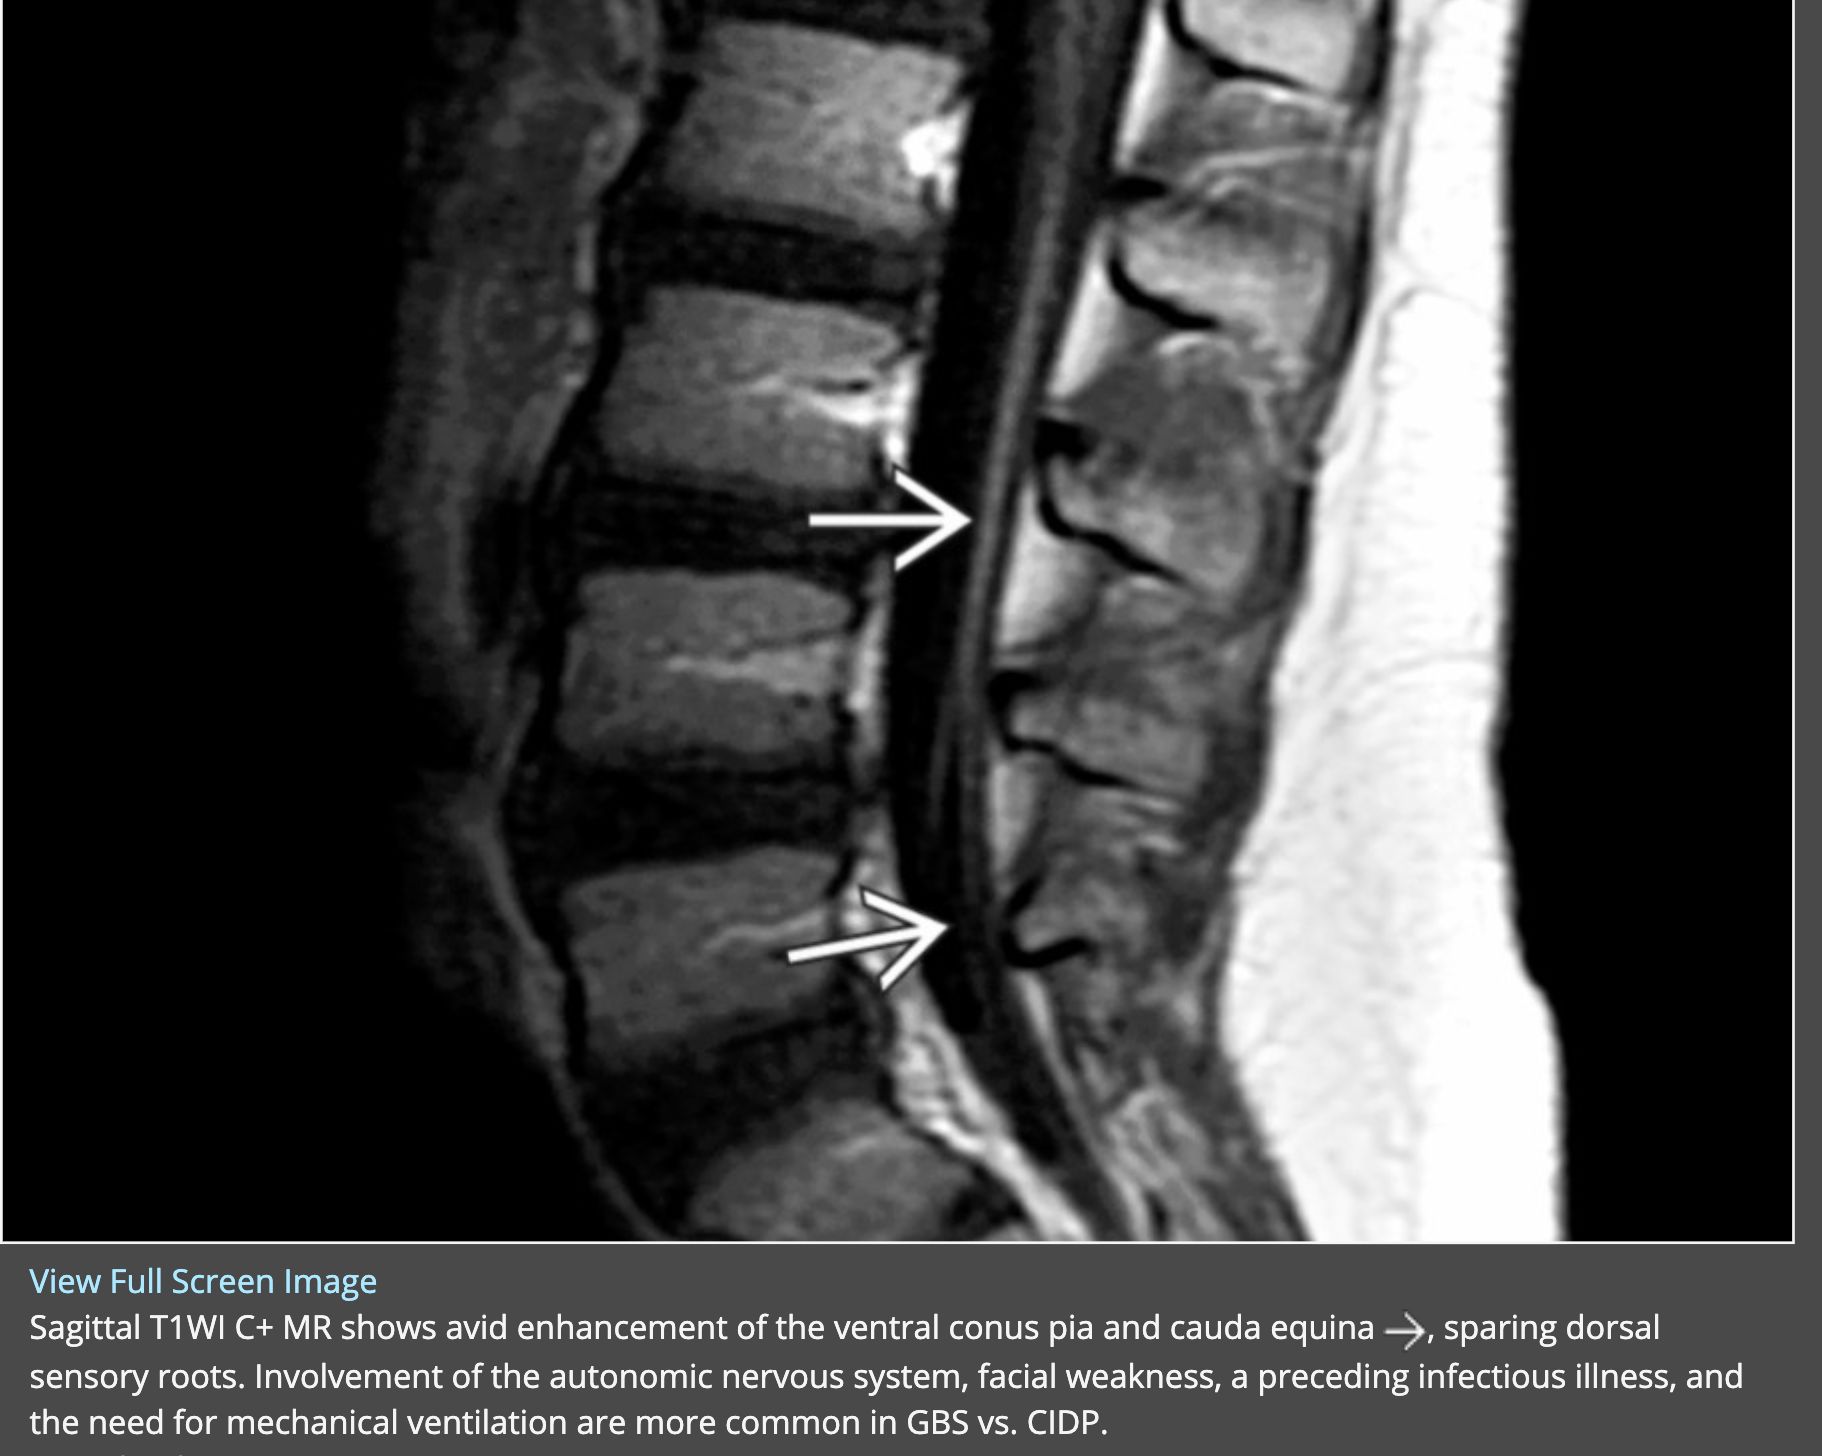 View Full Screen Image
Sagittal T1WI C+ MR shows avid enhancement of the ventral conus pia and cauda equina →, sparing dorsal
sensory roots. Involvement of the autonomic nervous system, facial weakness, a preceding infectious illness, and
the need for mechanical ventilation are more common in GBS vs. CIDP.